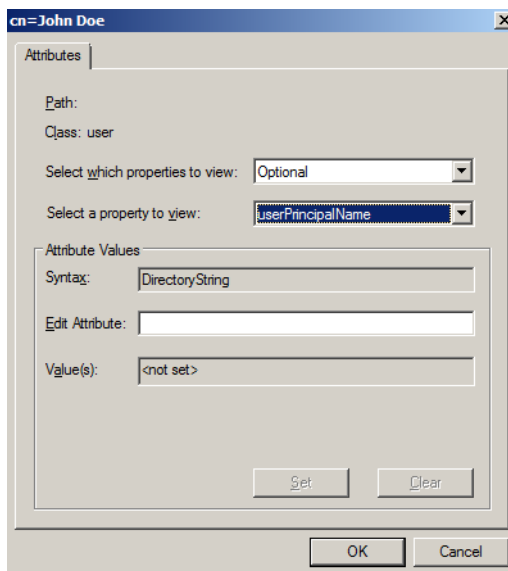 cn=John Doe
Attributes
Path:
Class: user
Select which properties to view: Optional
Select a property to view: userPrincipalName
Attribute Values
Syntax: DirectoryString
Edit Attribute:
Value(s): <not set>
Set Clear
OK Cancel